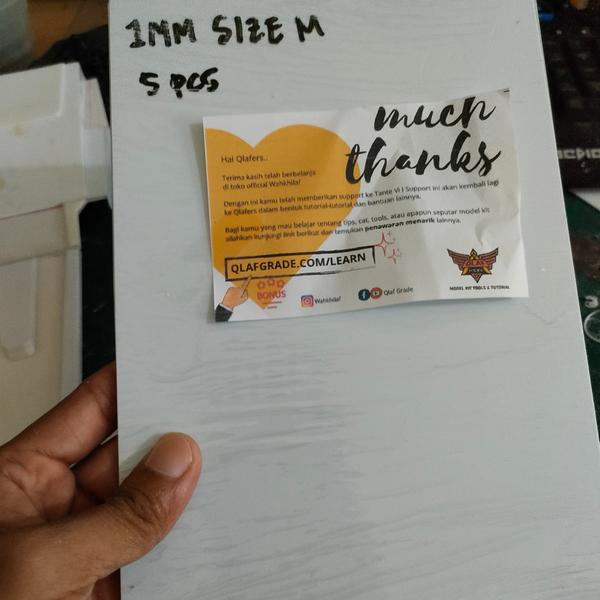 1MM SIZE M
5 PCS
much
thanks
Hai Qlafers..
Terima kasih telah berbelanja
di toko official Wahkhila!
Dengan ini kamu telah memberikan support ke Tante Vi ! Support ini akan kembali lagi
ke Qlafers dalam bentuk tutorial-tutorial dan bantuan lainnya.
Bagi kamu yang mau belajar tentang tips, cat, tools, atau apapun seputar model kit
silahkan kunjungi link berikut dan temukan penawaran menarik lainnya.
QLAFGRADE.COM/LEARN
BONUS
Wahkhilaf
Qlaf Grade
MODEL KIT TOOLS & TUTORIAL